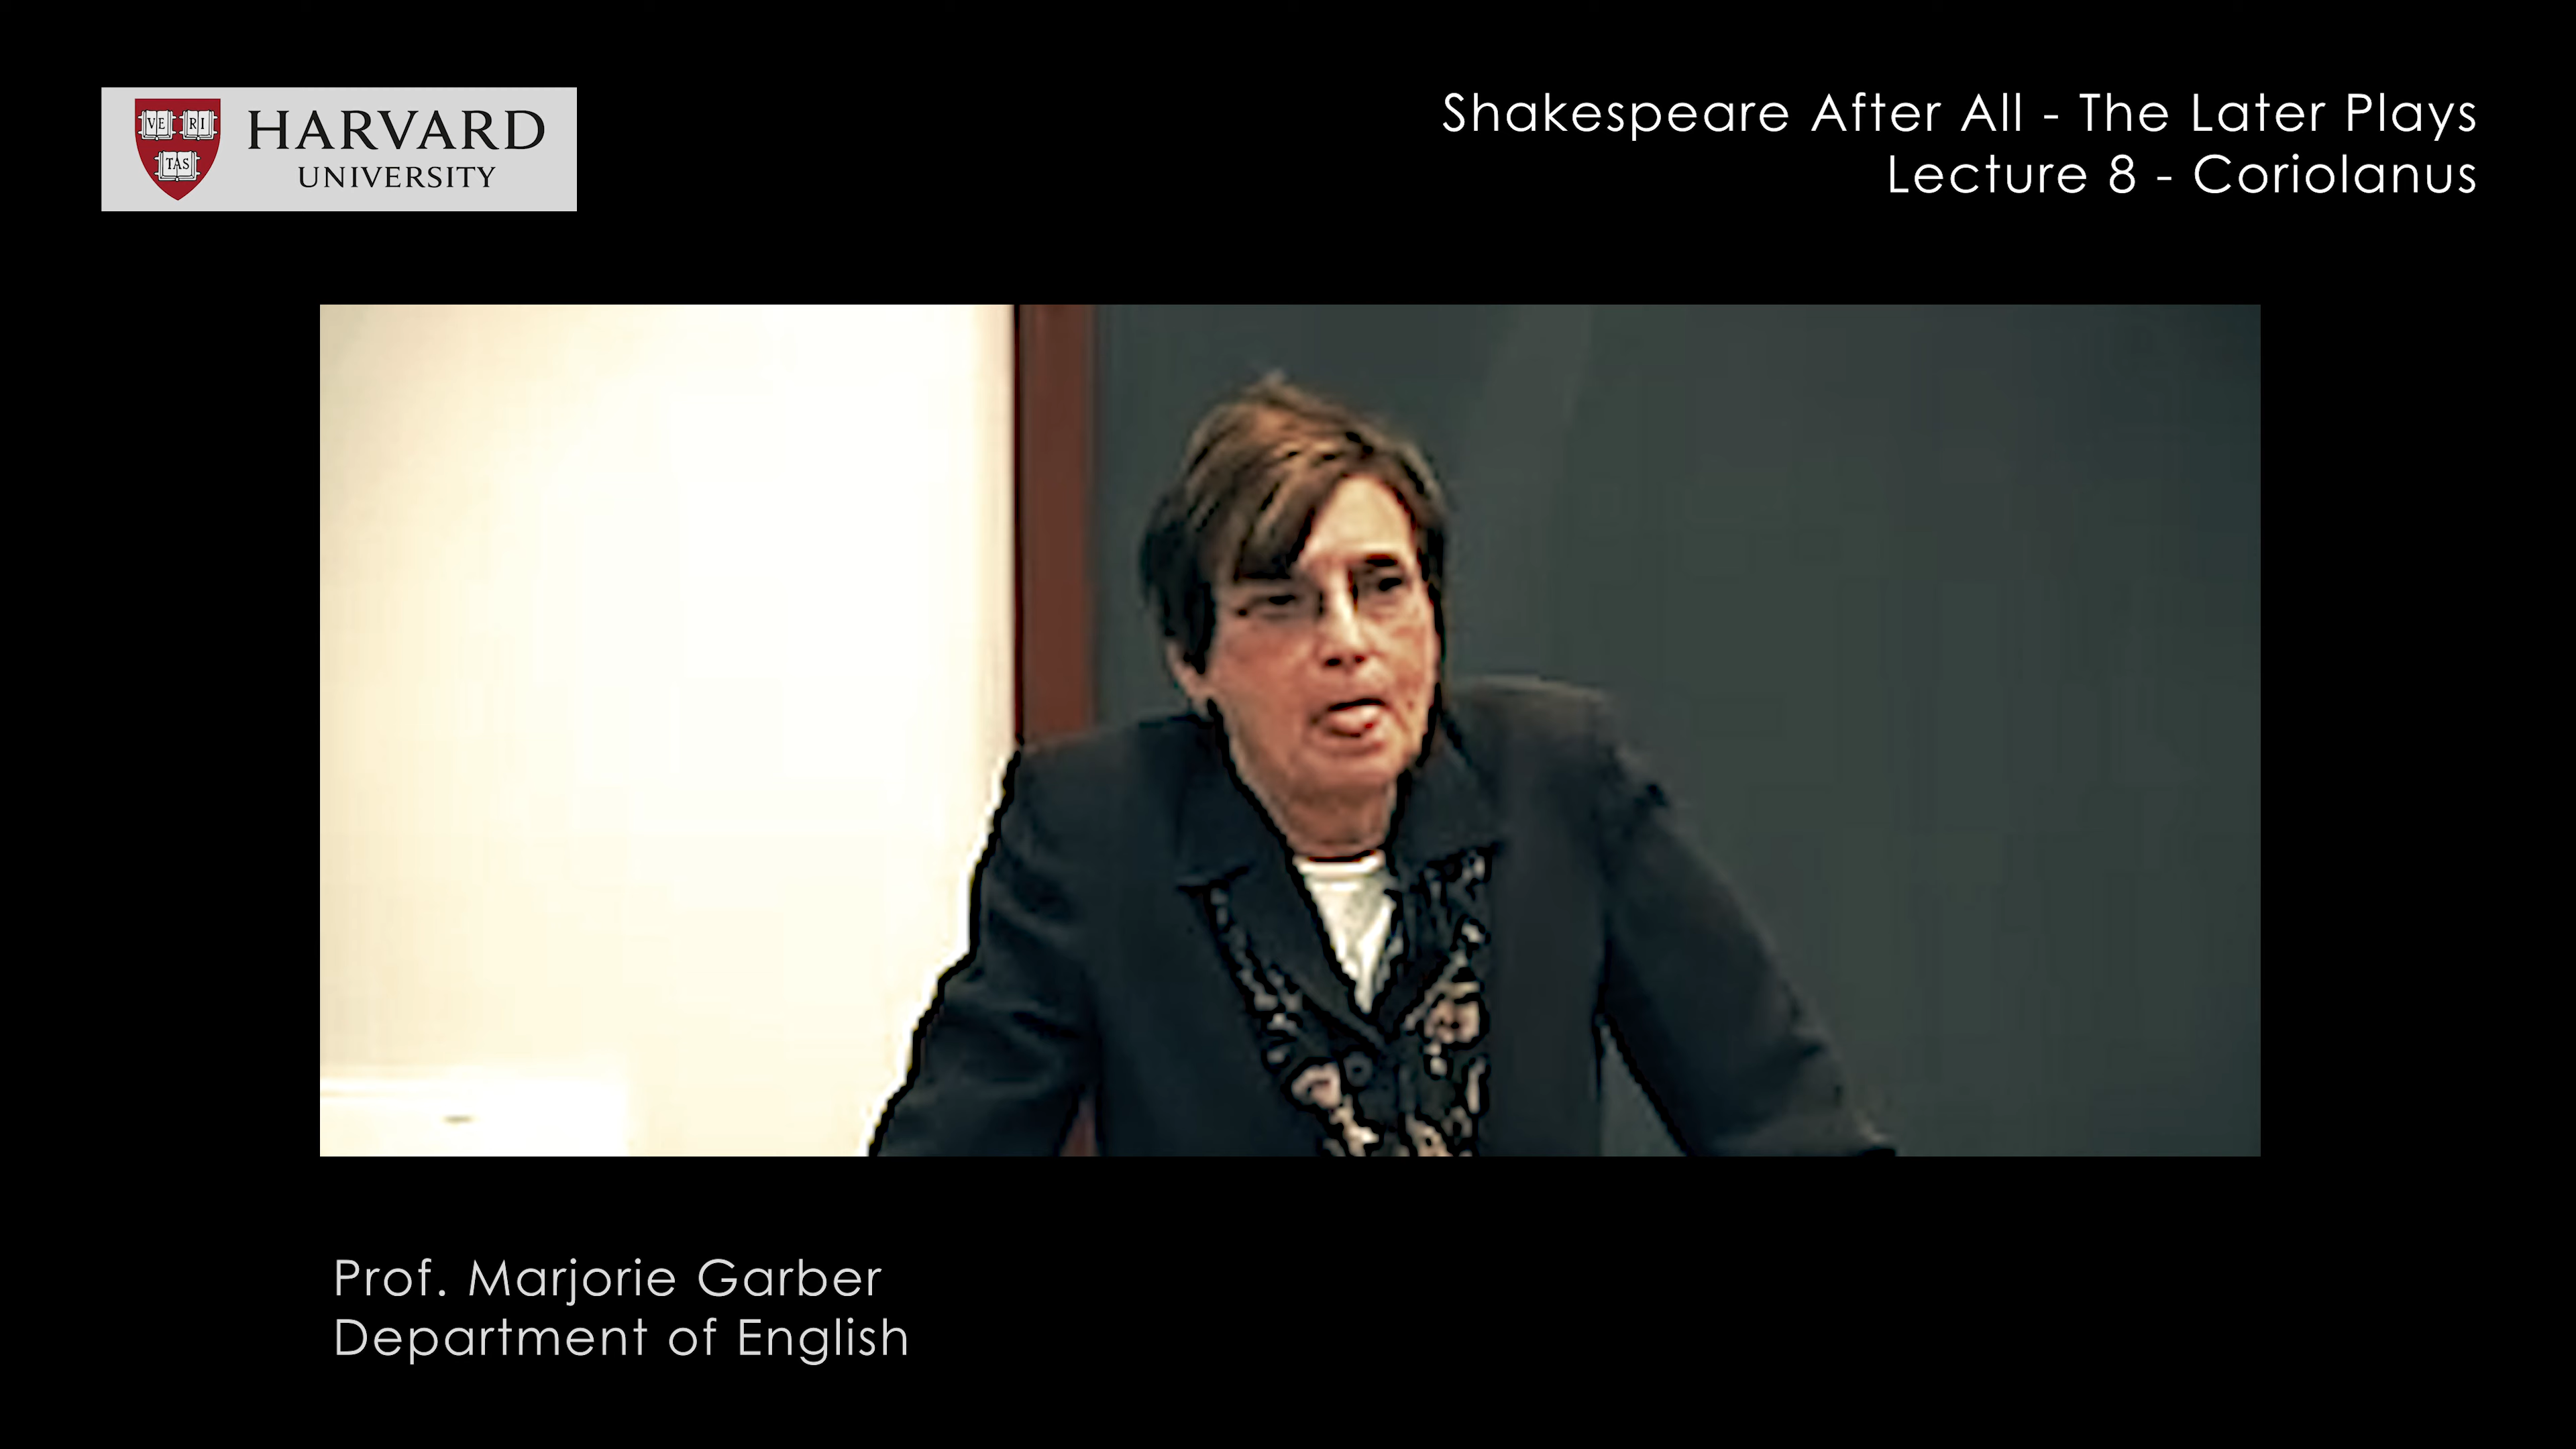 VE RI
TAS
HARVARD
UNIVERSITY
Shakespeare After All - The Later Plays
Lecture 8 - Coriolanus
Prof. Marjorie Garber
Department of English